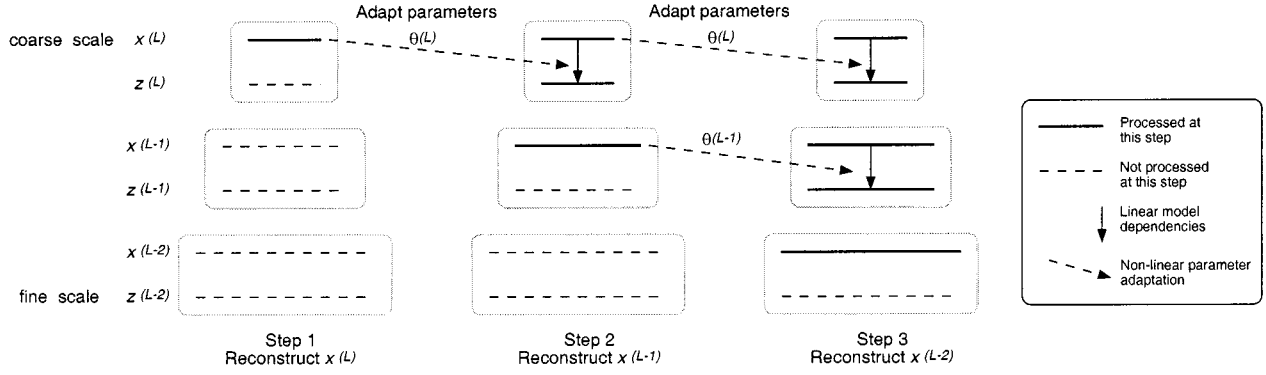 Adapt parameters Adapt parameters
coarse scale x (L) θ(L) θ(L)
z (L)
x (L-1) θ(L-1)
z (L-1)
x (L-2)
fine scale z (L-2)
Step 1
Reconstruct x (L)
Step 2
Reconstruct x (L-1)
Step 3
Reconstruct x (L-2)
Processed at
this step
Not processed
at this step
Linear model
dependencies
Non-linear parameter
adaptation